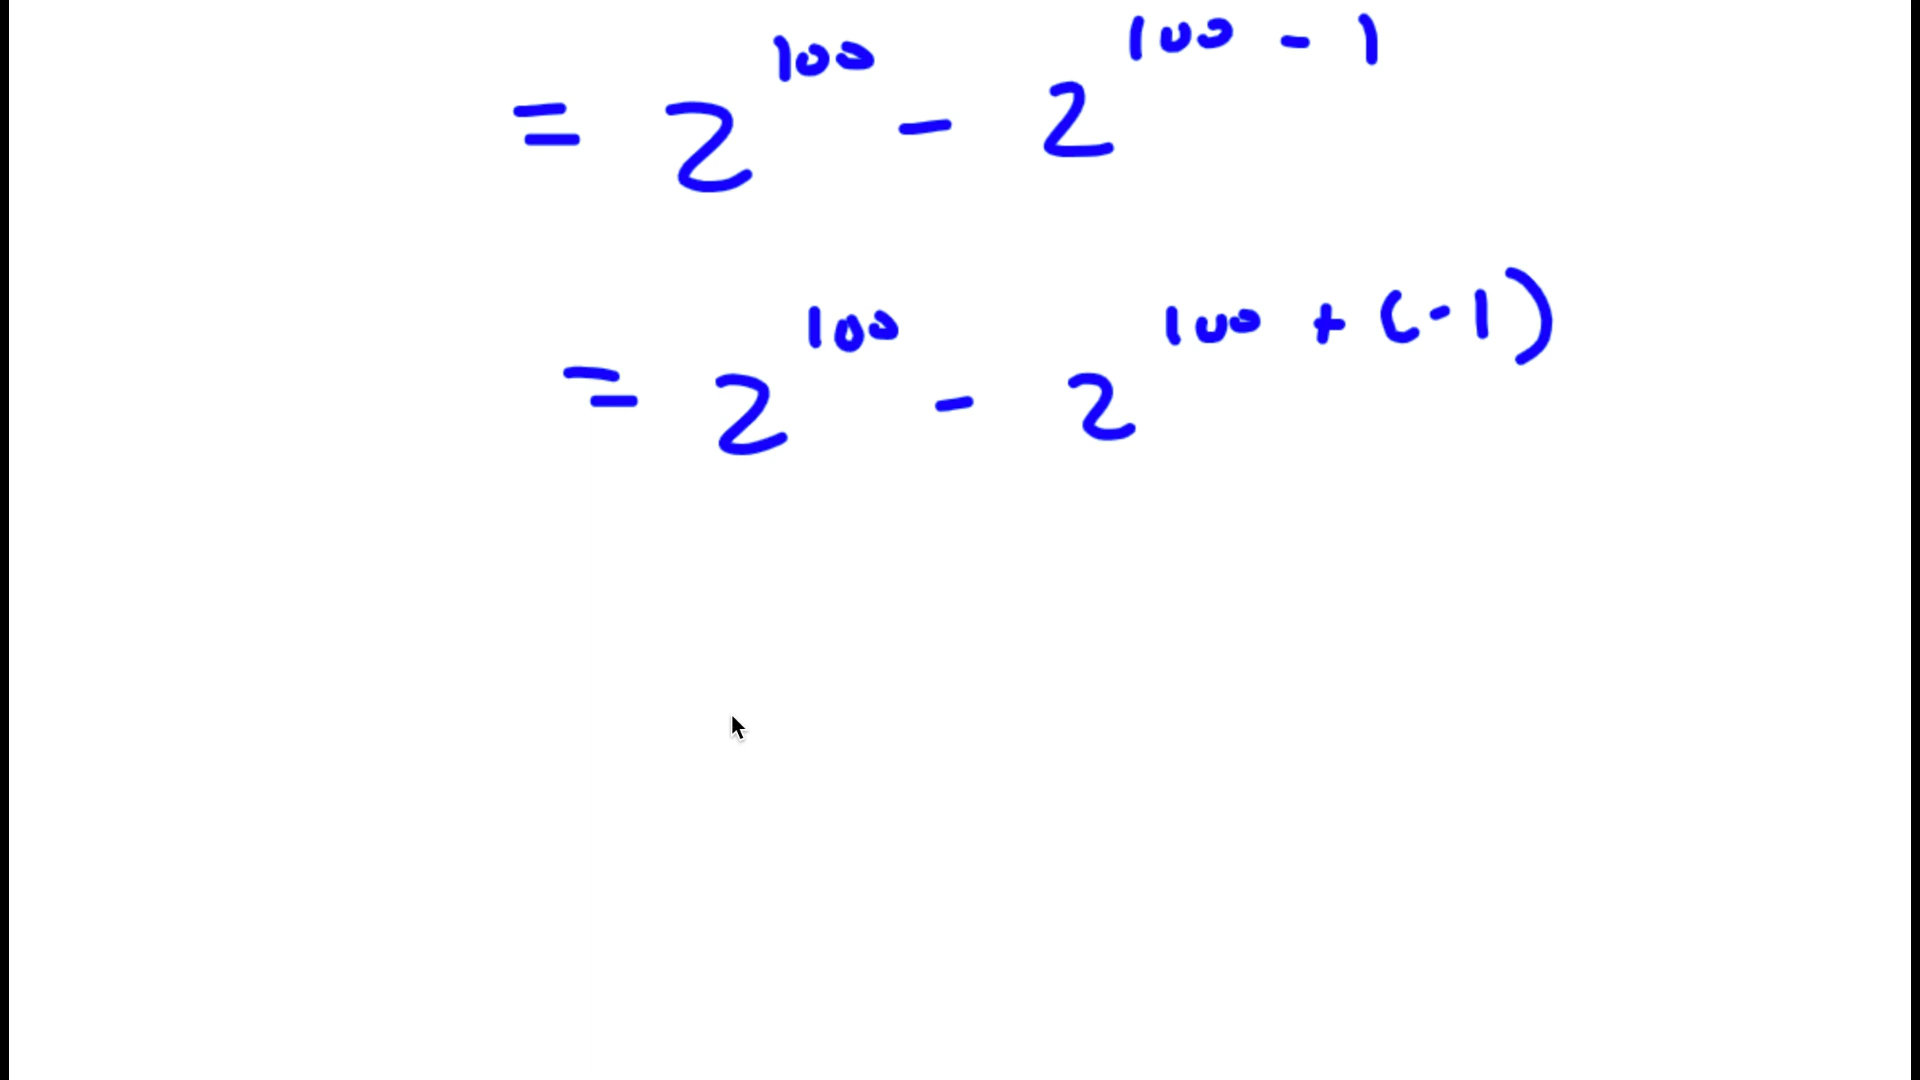 = 2^100 - 2^100 - 1
= 2^100 - 2^100 + (-1)